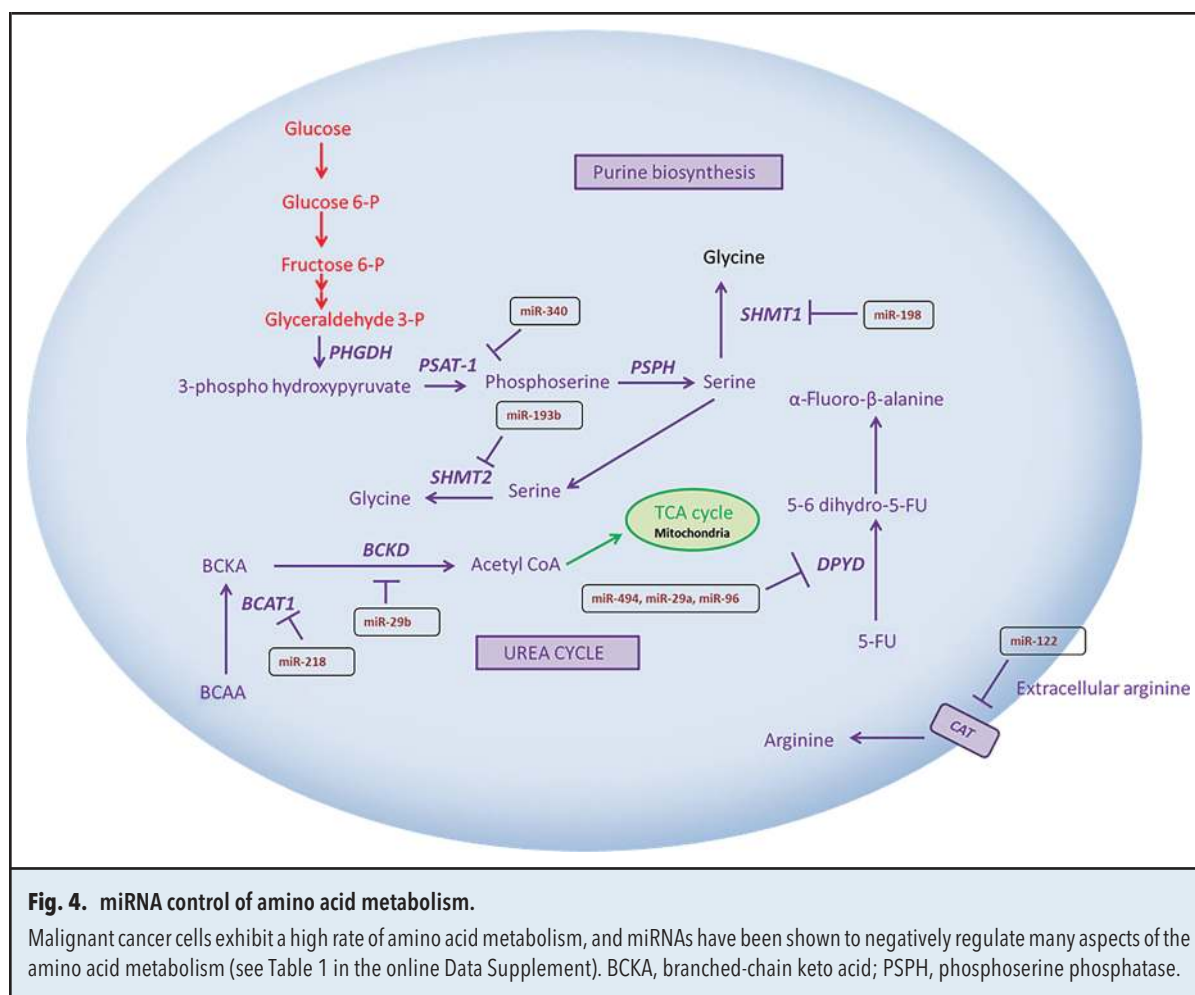 Glucose
Purine biosynthesis
Glucose 6-P
Glycine
Fructose 6-P
miR-340
SHMT1
miR-198
Glyceraldehyde 3-P
PHGDH
PSAT-1
PSPH
3-phospho hydroxypyruvate
Phosphoserine
Serine
α-Fluoro-β-alanine
miR-193b
SHMT2
Glycine
Serine
TCA cycle
Mitochondria
5-6 dihydro-5-FU
BCKD
BCKA
Acetyl CoA
DPYD
BCAT1
miR-29b
miR-494, miR-29a, miR-96
miR-218
UREA CYCLE
5-FU
miR-122
BCAA
Extracellular arginine
CAT
Arginine
Fig. 4. miRNA control of amino acid metabolism.
Malignant cancer cells exhibit a high rate of amino acid metabolism, and miRNAs have been shown to negatively regulate many aspects of the
amino acid metabolism (see Table 1 in the online Data Supplement). BCKA, branched-chain keto acid; PSPH, phosphoserine phosphatase.